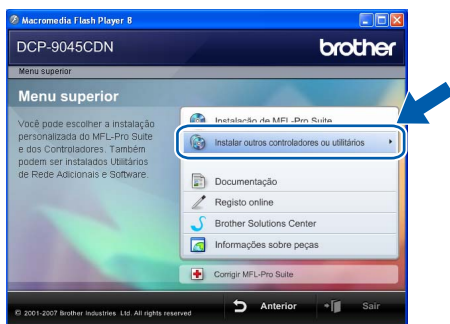 Macromedia Flash Player 8
DCP-9045CDN
brother
Menu superior
Menu superior
Você pode escolher a instalação
personalizada do MFL-Pro Suite
e dos Controladores. Também
podem ser instalados Utilitários
de Rede Adicionais e Software.
Instalação de MFL-Pro Suite
Instalar outros controladores ou utilitários
Documentação
Registo online
Brother Solutions Center
Informações sobre peças
Corrigir MFL-Pro Suite
© 2001-2007 Brother Industries Ltd. All rights reserved
Anterior
Sair